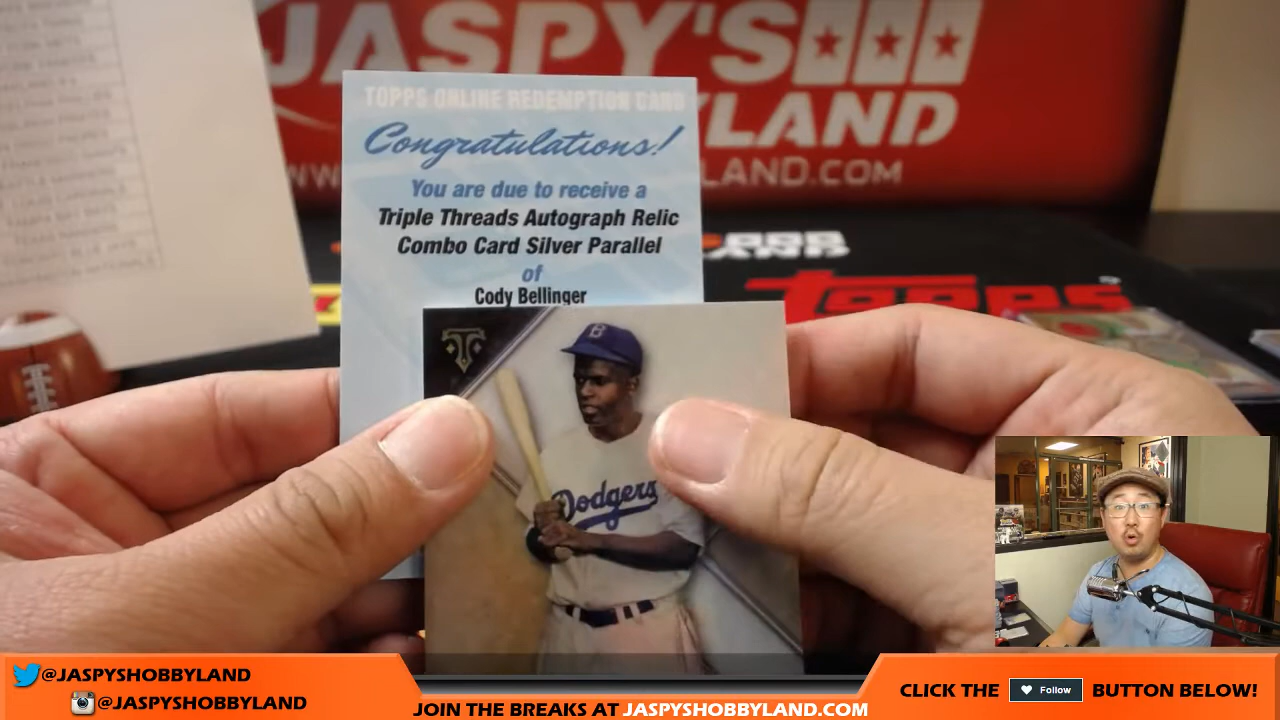 JASPY'S
LAND
LAND.COM
TOPPS ONLINE REDEMPTION CARD
Congratulations!
You are due to receive a
Triple Threads Autograph Relic
Combo Card Silver Parallel
of
Cody Bellinger
LAND
Topps
B
TT
Dodgers
@JASPYSHOBBYLAND
@JASPYSHOBBYLAND
JOIN THE BREAKS AT JASPYSHOBBYLAND.COM
CLICK THE Follow BUTTON BELOW!